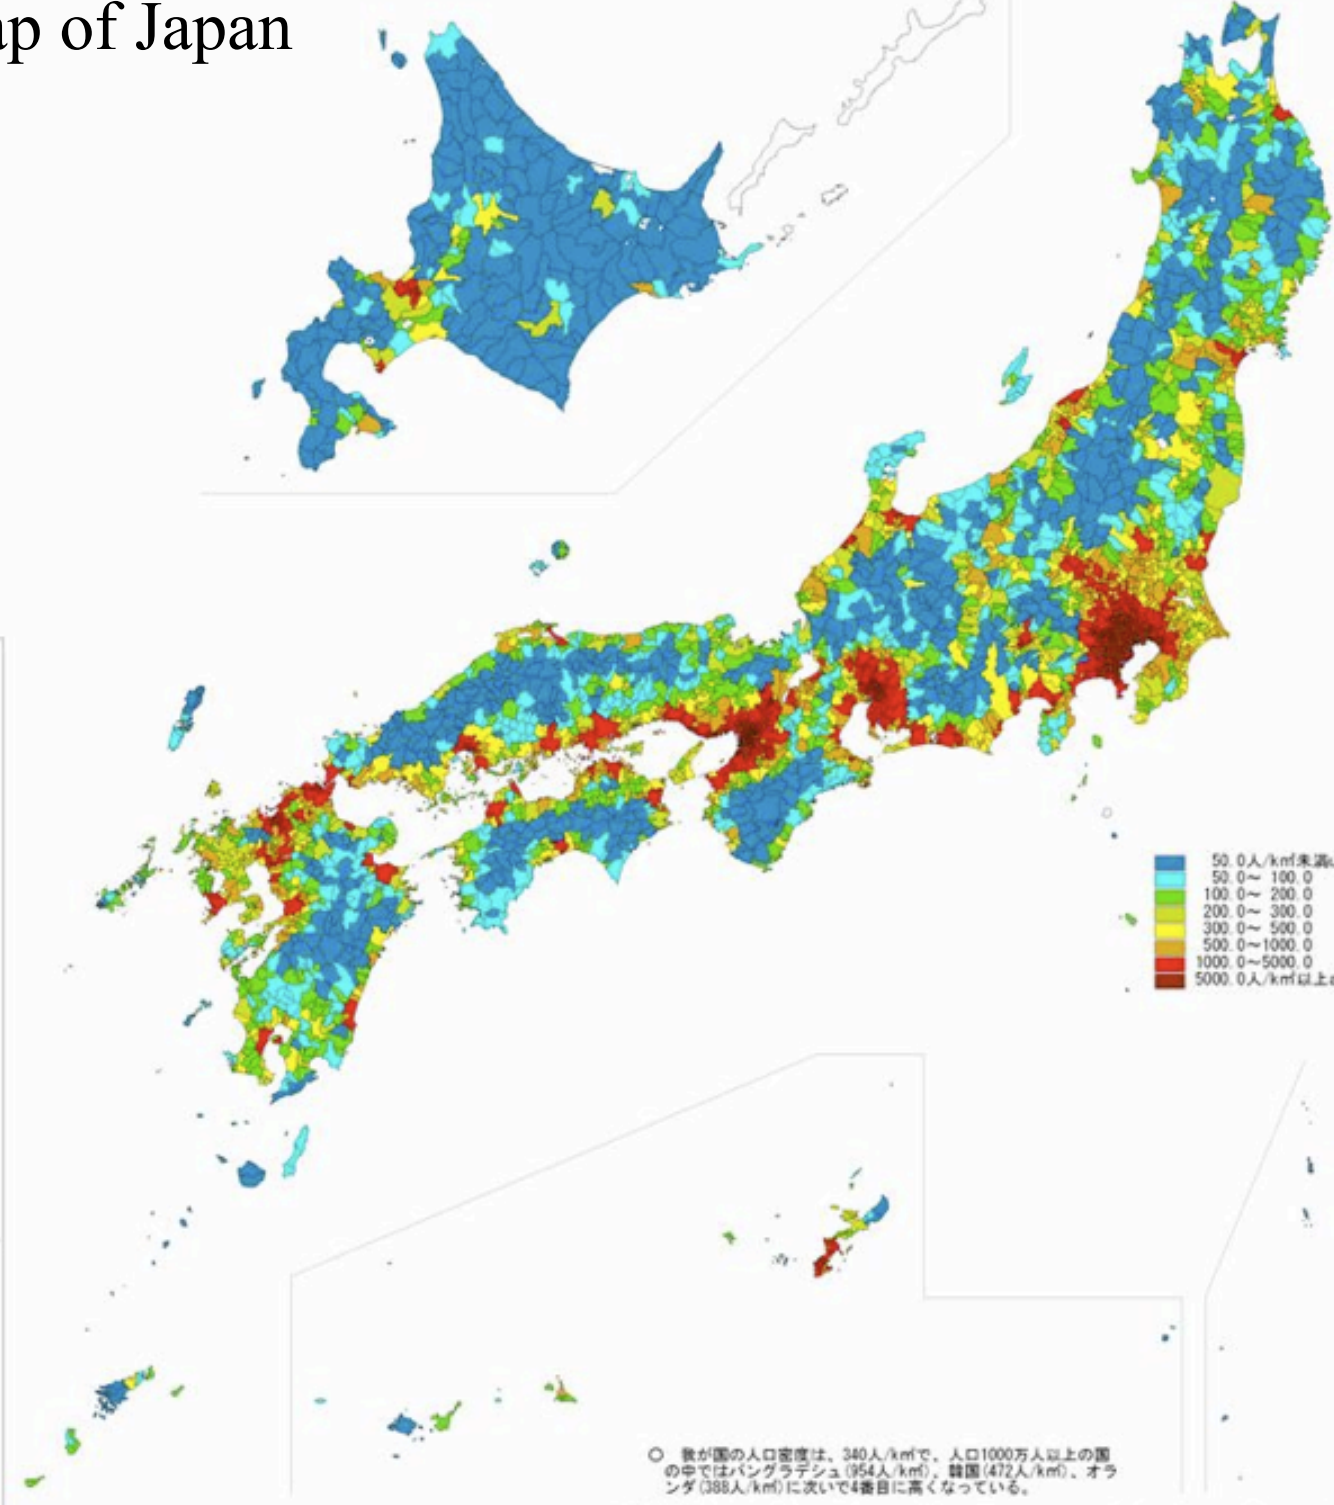 ap of Japan
50.0人/km²未満
50.0〜 100.0
100.0〜 200.0
200.0〜 300.0
300.0〜 500.0
500.0〜1000.0
1000.0〜5000.0
5000.0人/km²以上
○ 我が国の人口密度は、340人/km²で、人口1000万人以上の国
の中ではバングラデシュ(954人/km²)、韓国(472人/km²)、オラ
ンダ(388人/km²)に次いで4番目に高くなっている。